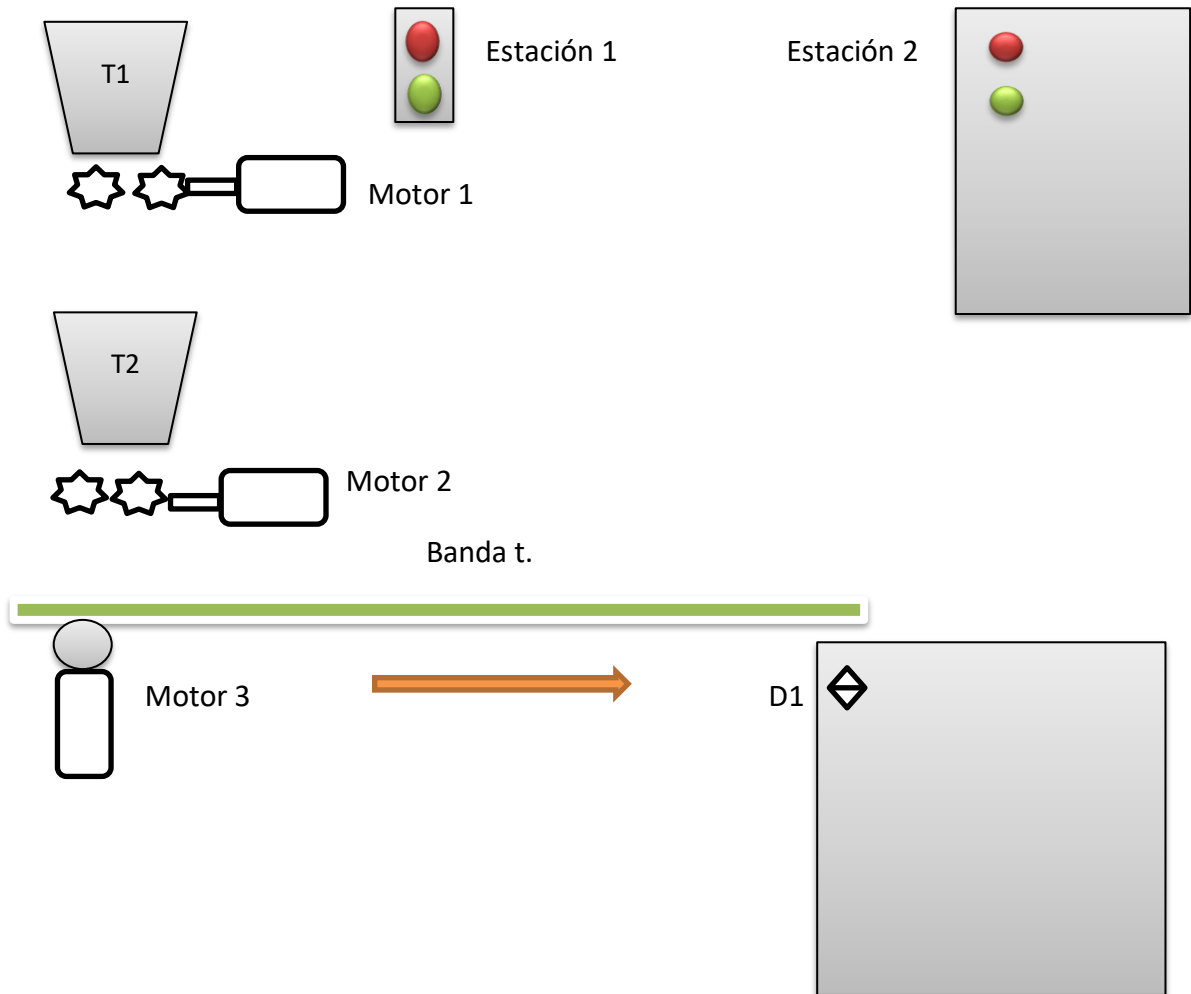 T1
Estación 1
Estación 2
Motor 1
T2
Motor 2
Banda t.
Motor 3
D1